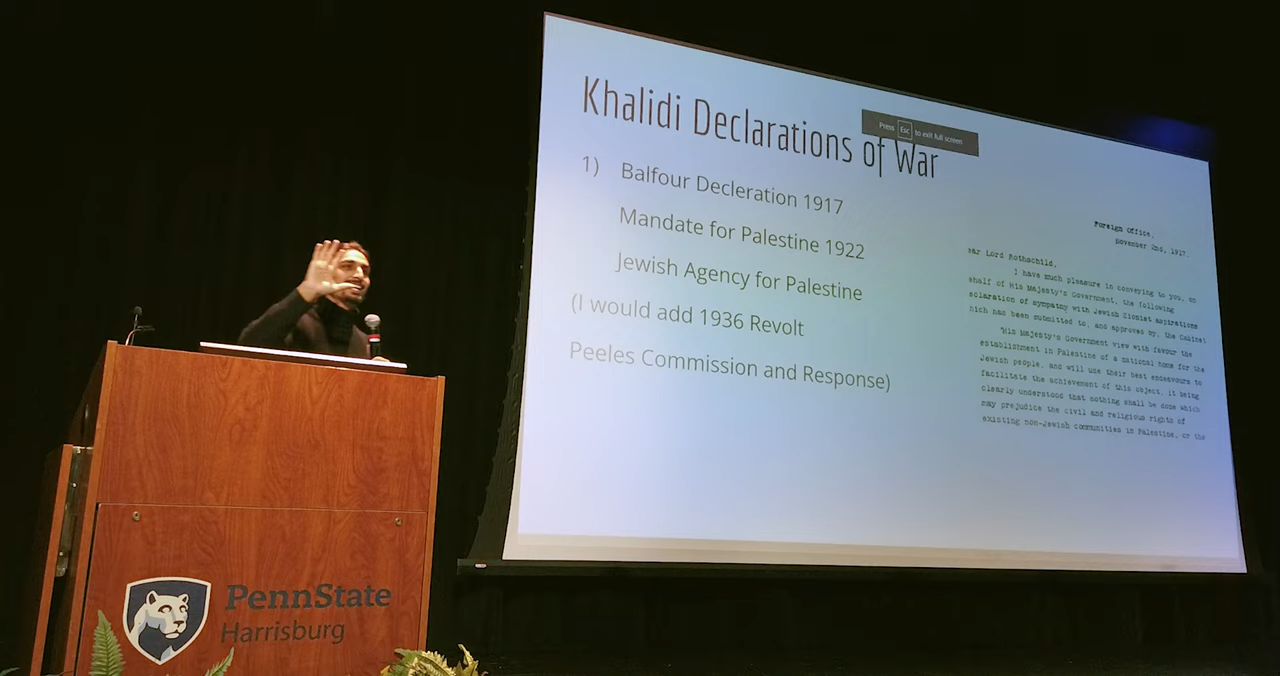 Khalidi Declarations of War
Press Esc to exit full screen
1) Balfour Decleration 1917
Mandate for Palestine 1922
Jewish Agency for Palestine
(I would add 1936 Revolt
Peeles Commission and Response)
Foreign Office,
November 2nd, 1917.
ear Lord Rothschild,
I have much pleasure in conveying to you, on
ehalf of His Majesty's Government, the following
eclaration of sympathy with Jewish Zionist aspirations
hich has been submitted to, and approved by, the Cabinet
"His Majesty's Government view with favour the
establishment in Palestine of a national home for the
Jewish people, and will use their best endeavours to
facilitate the achievement of this object, it being
clearly understood that nothing shall be done which
may prejudice the civil and religious rights of
existing non-Jewish communities in Palestine, or the
PennState
Harrisburg